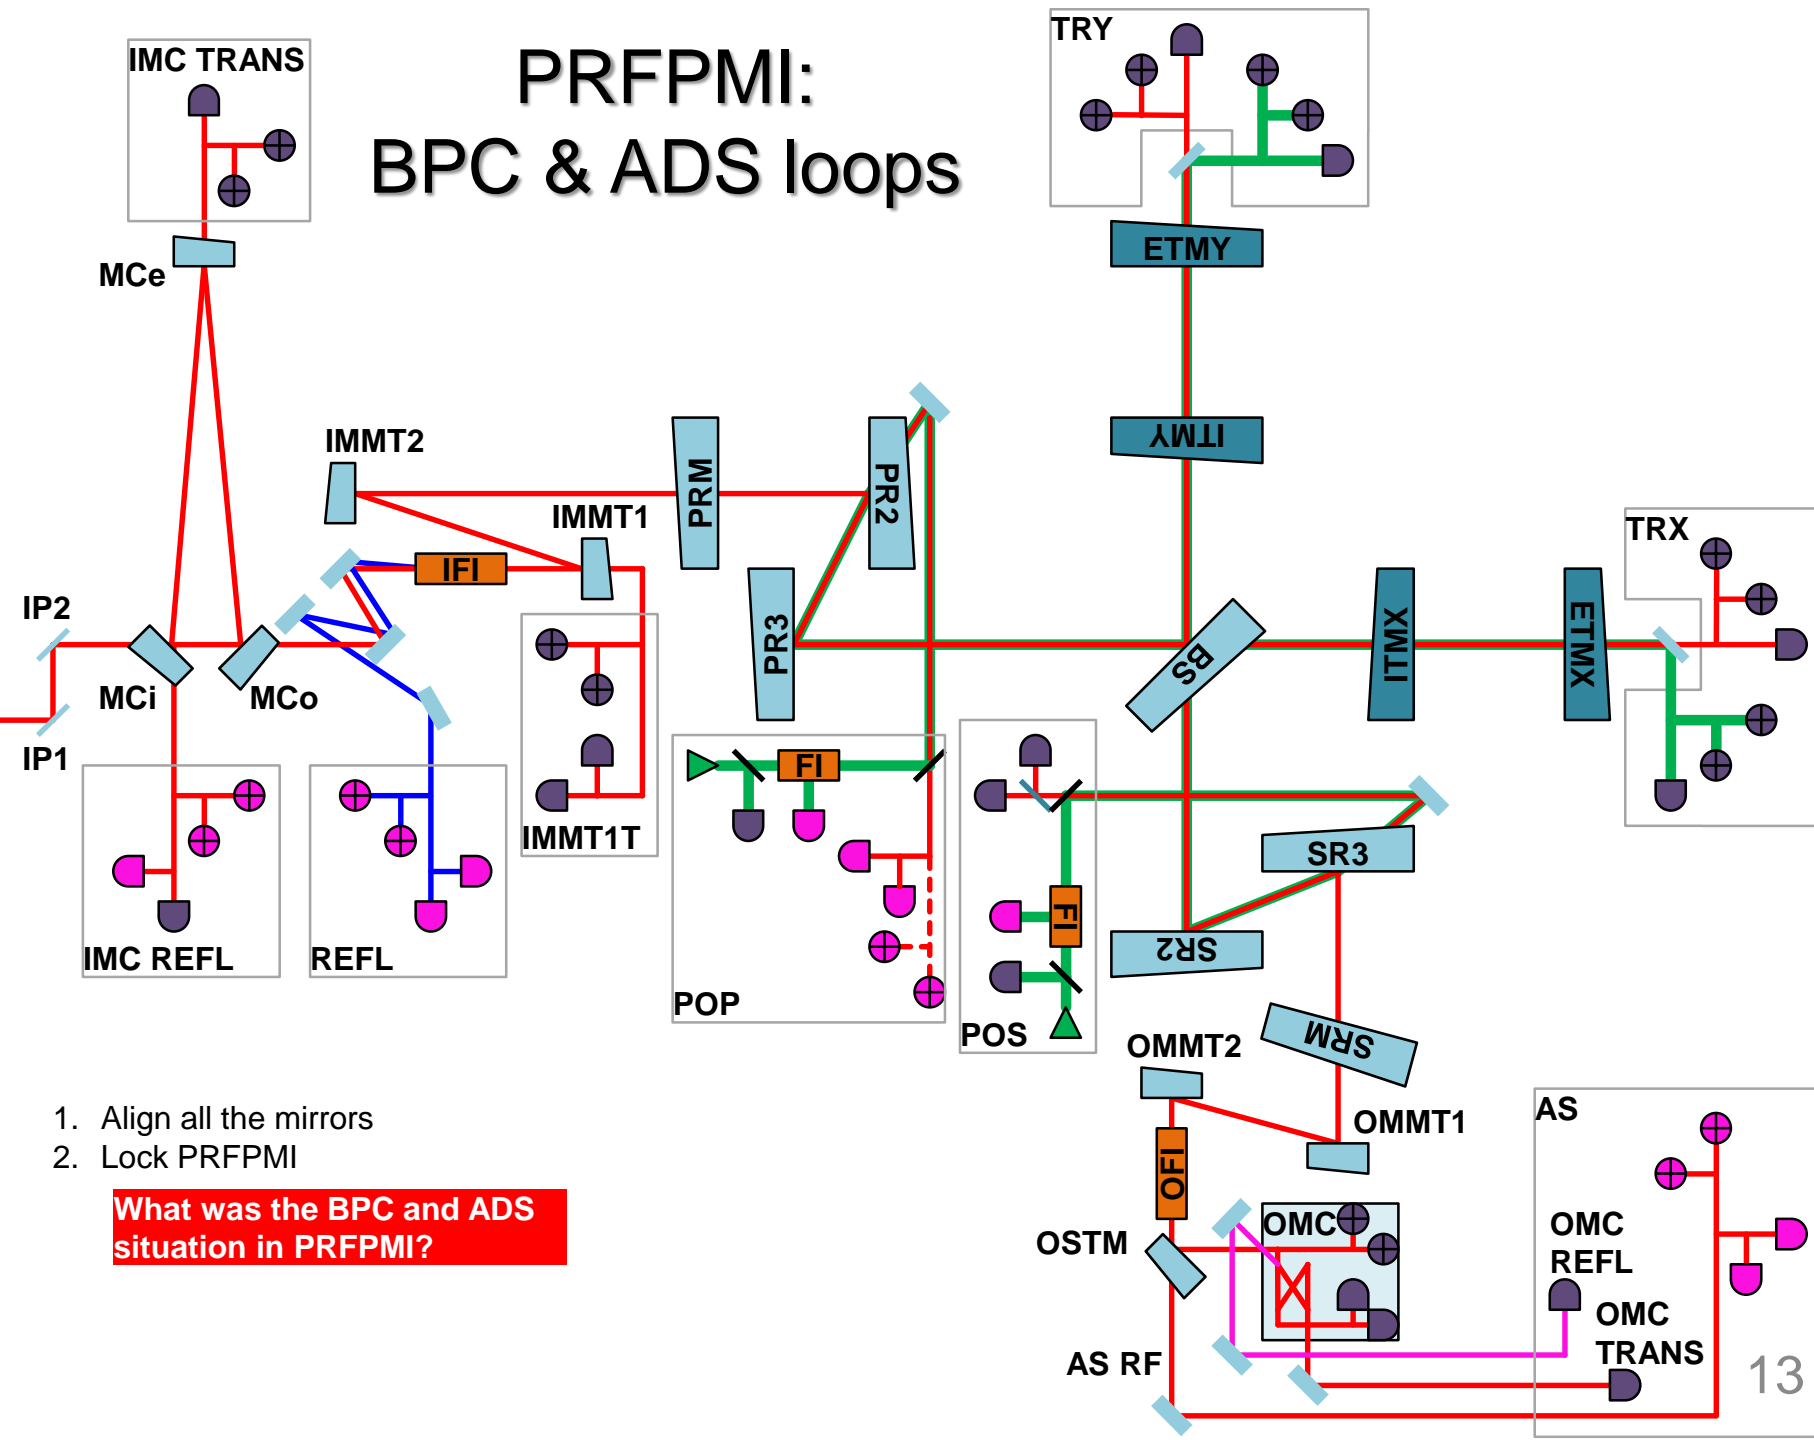 PRFPMI:
BPC & ADS loops
IMC TRANS
TRY
MCe
ETMY
ITMY
IMMT2
PRM
PR2
IMMT1
IFI
TRX
IP2
PR3
BS
ITMX
ETMX
MCi
MCo
IP1
FI
IMMT1T
SR3
FI
IMC REFL
REFL
SR2
POP
POS
SRM
OMMT2
1. Align all the mirrors
2. Lock PRFPMI
AS
OMMT1
OFI
What was the BPC and ADS
situation in PRFPMI?
OSTM
OMC
OMC
REFL
OMC
TRANS
AS RF
13